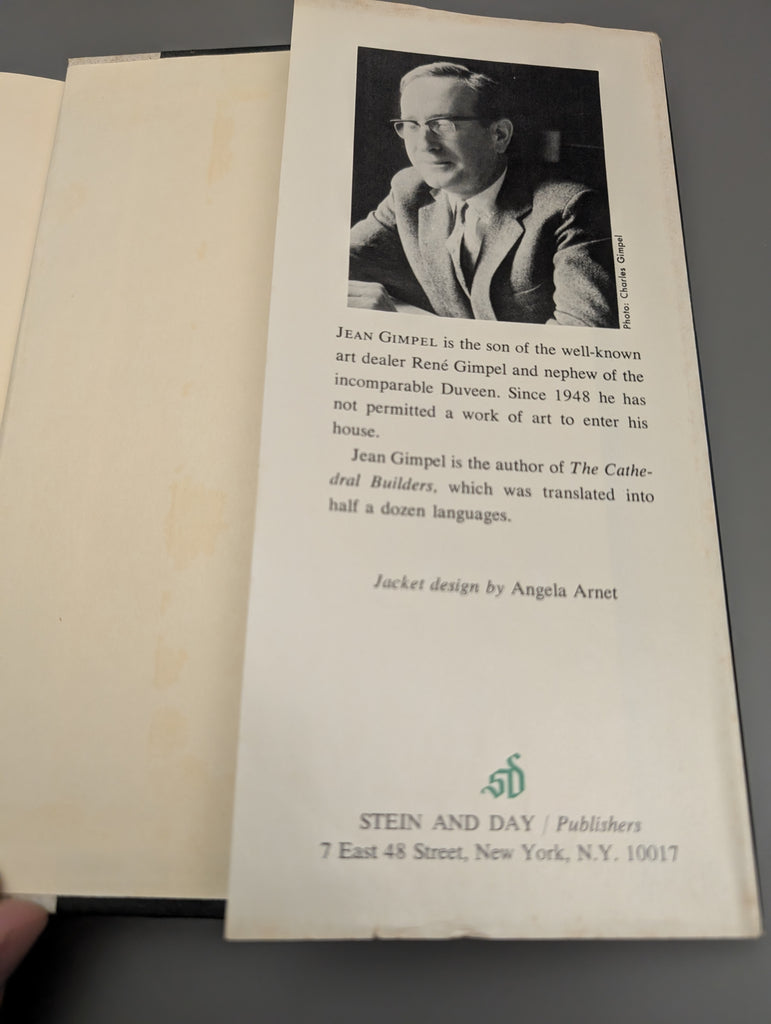 Photo: Charles Gimpel
JEAN GIMPEL is the son of the well-known
art dealer René Gimpel and nephew of the
incomparable Duveen. Since 1948 he has
not permitted a work of art to enter his
house.
Jean Gimpel is the author of The Cathe-
dral Builders, which was translated into
half a dozen languages.
Jacket design by Angela Arnet
SD
STEIN AND DAY / Publishers
7 East 48 Street, New York, N.Y. 10017